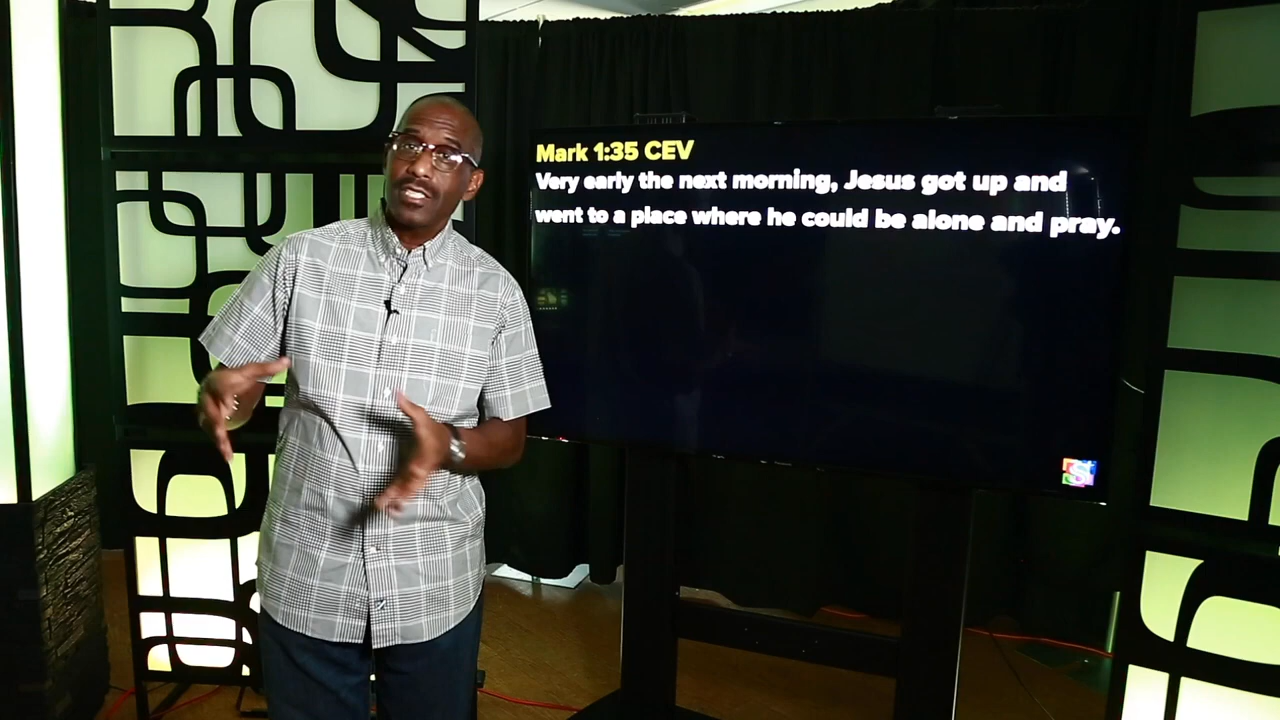 Mark 1:35 CEV
Very early the next morning, Jesus got up and
went to a place where he could be alone and pray.
S